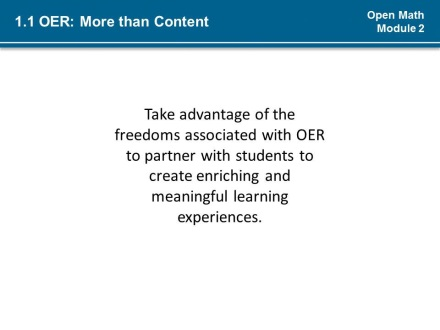 1.1 OER: More than Content
Open Math
Module 2
Take advantage of the
freedoms associated with OER
to partner with students to
create enriching and
meaningful learning
experiences.